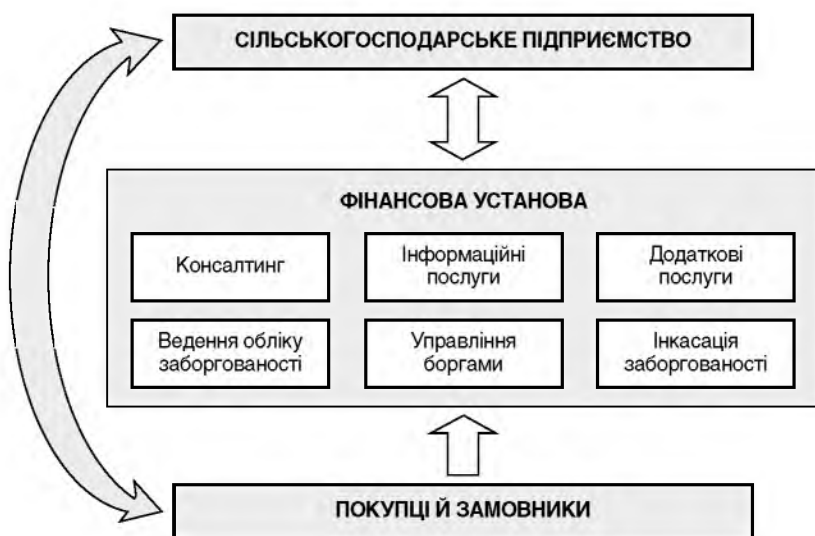 СІЛЬСЬКОГОСПОДАРСЬКЕ ПІДПРИЄМСТВО
ФІНАНСОВА УСТАНОВА
Консалтинг
Інформаційні
послуги
Додаткові
послуги
Ведення обліку
заборгованості
Управління
боргами
Інкасація
заборгованості
ПОКУПЦІ Й ЗАМОВНИКИ